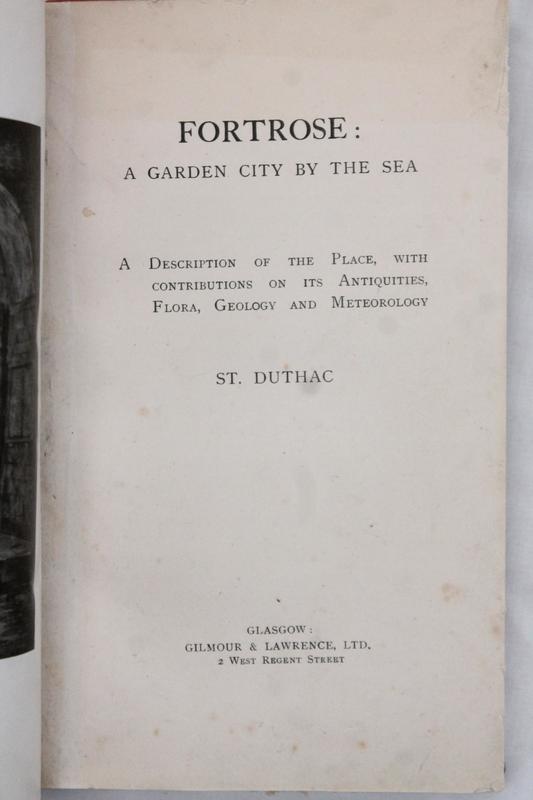 FORTROSE:
A GARDEN CITY BY THE SEA
A DESCRIPTION OF THE PLACE, WITH
CONTRIBUTIONS ON ITS ANTIQUITIES,
FLORA, GEOLOGY AND METEOROLOGY
ST. DUTHAC
GLASGOW:
GILMOUR & LAWRENCE, LTD.
2 WEST REGENT STREET